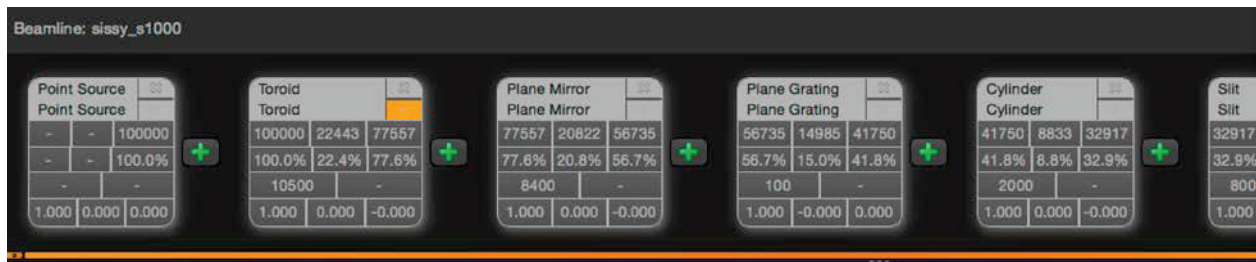 Beamline: sissy_s1000
Point Source
Point Source
- - 100000
- - 100.0%
- -
1.000 0.000 0.000
Toroid
Toroid
100000 22443 77557
100.0% 22.4% 77.6%
10500 -
1.000 0.000 -0.000
Plane Mirror
Plane Mirror
77557 20822 56735
77.6% 20.8% 56.7%
8400 -
1.000 0.000 -0.000
Plane Grating
Plane Grating
56735 14985 41750
56.7% 15.0% 41.8%
100 -
1.000 -0.000 0.000
Cylinder
Cylinder
41750 8833 32917
41.8% 8.8% 32.9%
2000 -
1.000 0.000 -0.000
Slit
Slit
32917
32.9%
800
1.000